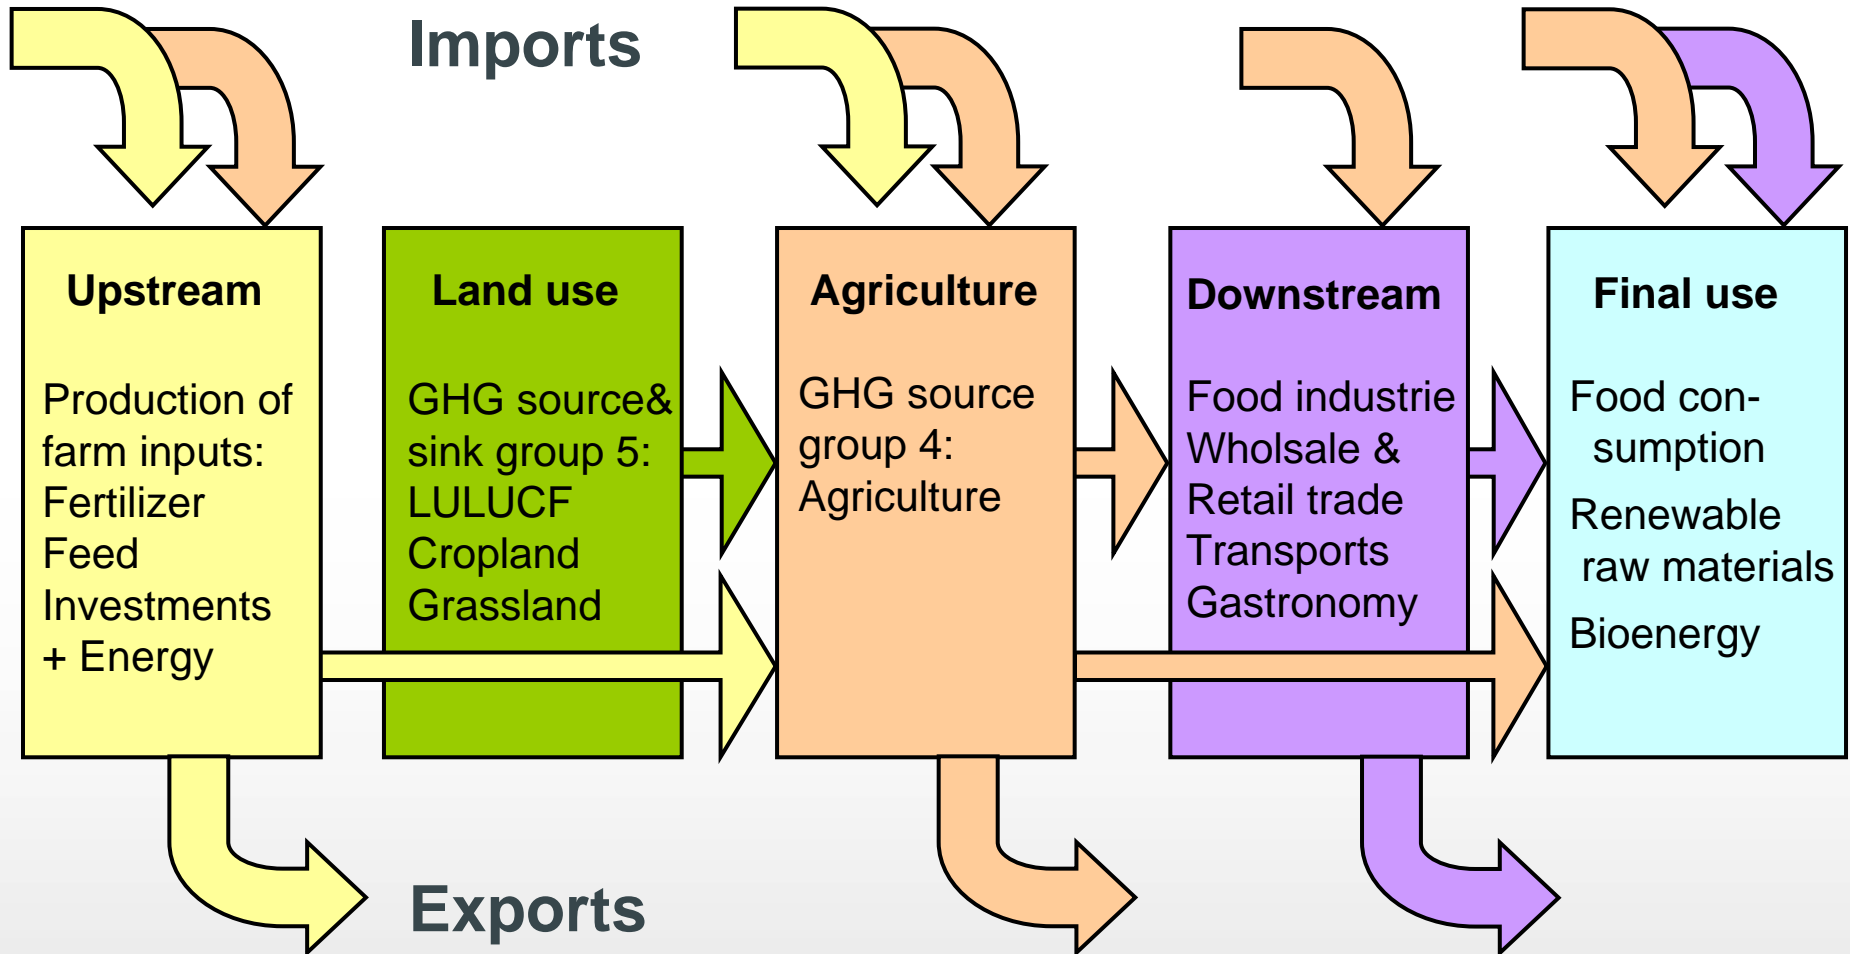 Imports
Upstream
Production of
farm inputs:
Fertilizer
Feed
Investments
+ Energy
Land use
GHG source&
sink group 5:
LULUCF
Cropland
Grassland
Agriculture
GHG source
group 4:
Agriculture
Downstream
Food industrie
Wholsale &
Retail trade
Transports
Gastronomy
Final use
Food con-
sumption
Renewable
raw materials
Bioenergy
Exports